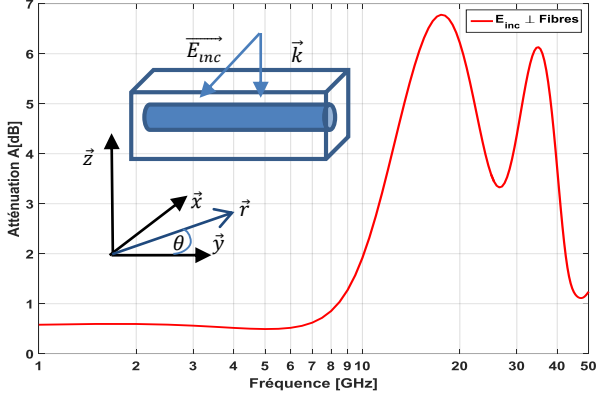 7
6
5
4
3
2
1
0
Atténuation A[dB]
E_inc ⊥ Fibres
E_inc
k
z
x
r
θ
y
1 2 3 4 5 6 7 8 9 10 20 30 40 50
Fréquence [GHz]